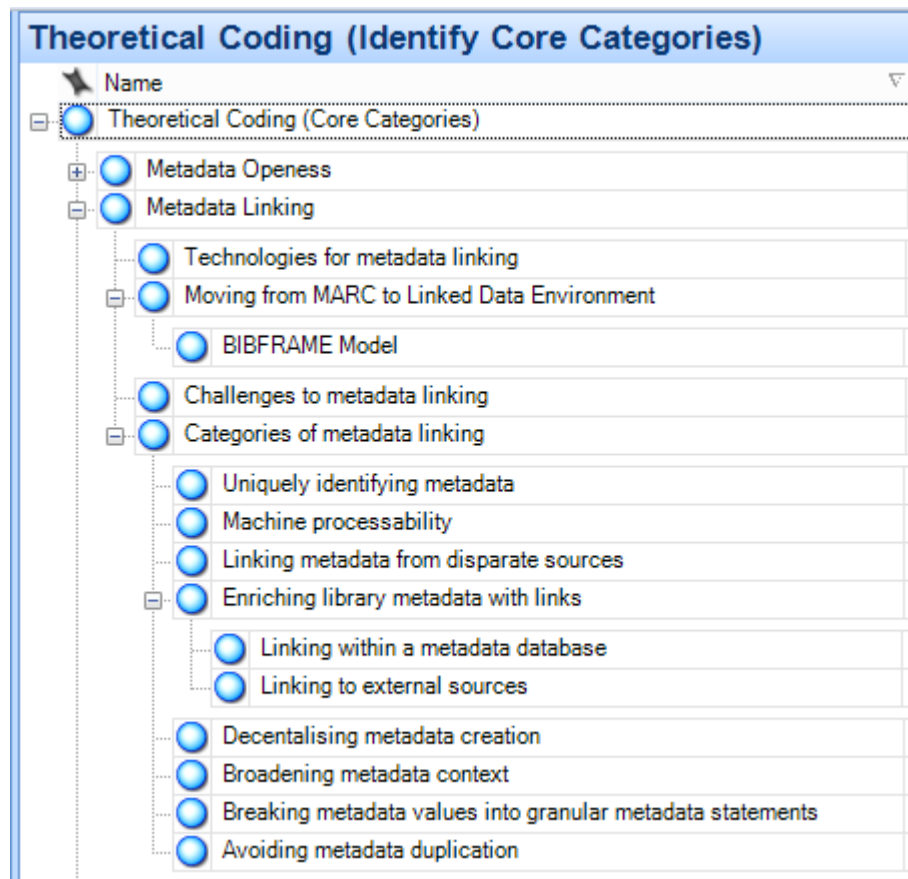 Theoretical Coding (Identify Core Categories)
Name
Theoretical Coding (Core Categories)
Metadata Openess
Metadata Linking
Technologies for metadata linking
Moving from MARC to Linked Data Environment
BIBFRAME Model
Challenges to metadata linking
Categories of metadata linking
Uniquely identifying metadata
Machine processability
Linking metadata from disparate sources
Enriching library metadata with links
Linking within a metadata database
Linking to external sources
Decentalising metadata creation
Broadening metadata context
Breaking metadata values into granular metadata statements
Avoiding metadata duplication